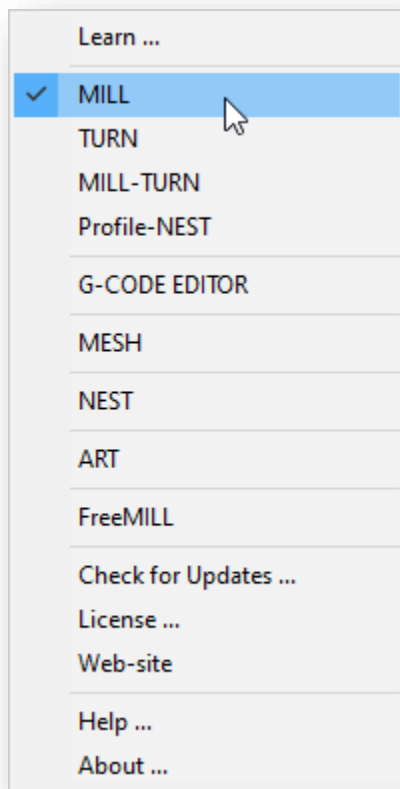 Learn ...
MILL
TURN
MILL-TURN
Profile-NEST
G-CODE EDITOR
MESH
NEST
ART
FreeMILL
Check for Updates ...
License ...
Web-site
Help ...
About ...